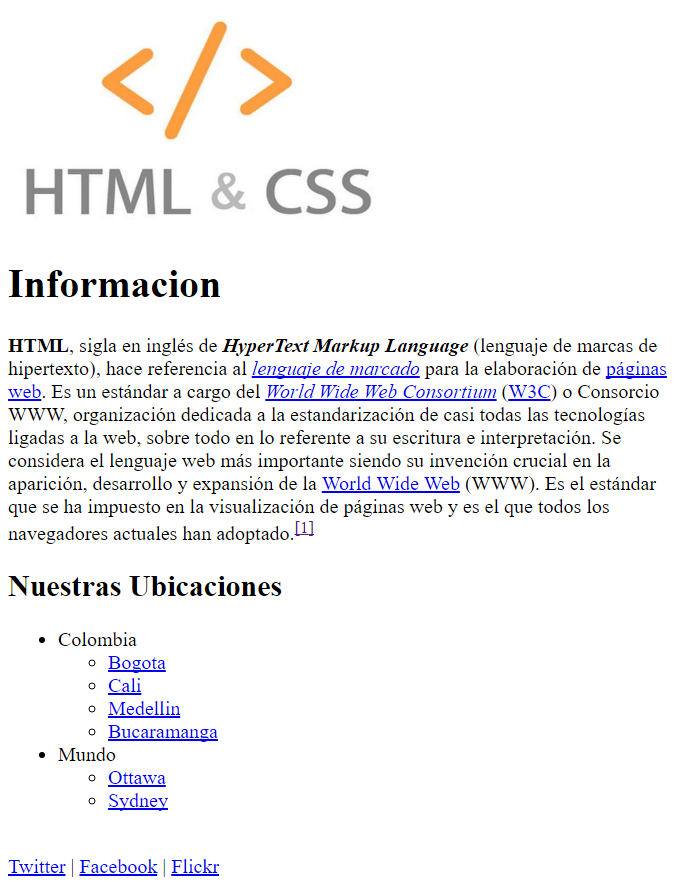 </>
HTML & CSS
Informacion
HTML, sigla en inglés de HyperText Markup Language (lenguaje de marcas de
hipertexto), hace referencia al lenguaje de marcado para la elaboración de páginas
web. Es un estándar a cargo del World Wide Web Consortium (W3C) o Consorcio
WWW, organización dedicada a la estandarización de casi todas las tecnologías
ligadas a la web, sobre todo en lo referente a su escritura e interpretación. Se
considera el lenguaje web más importante siendo su invención crucial en la
aparición, desarrollo y expansión de la World Wide Web (WWW). Es el estándar
que se ha impuesto en la visualización de páginas web y es el que todos los
navegadores actuales han adoptado.[1]
Nuestras Ubicaciones
Colombia
Bogota
Cali
Medellin
Bucaramanga
Mundo
Ottawa
Sydney
Twitter | Facebook | Flickr